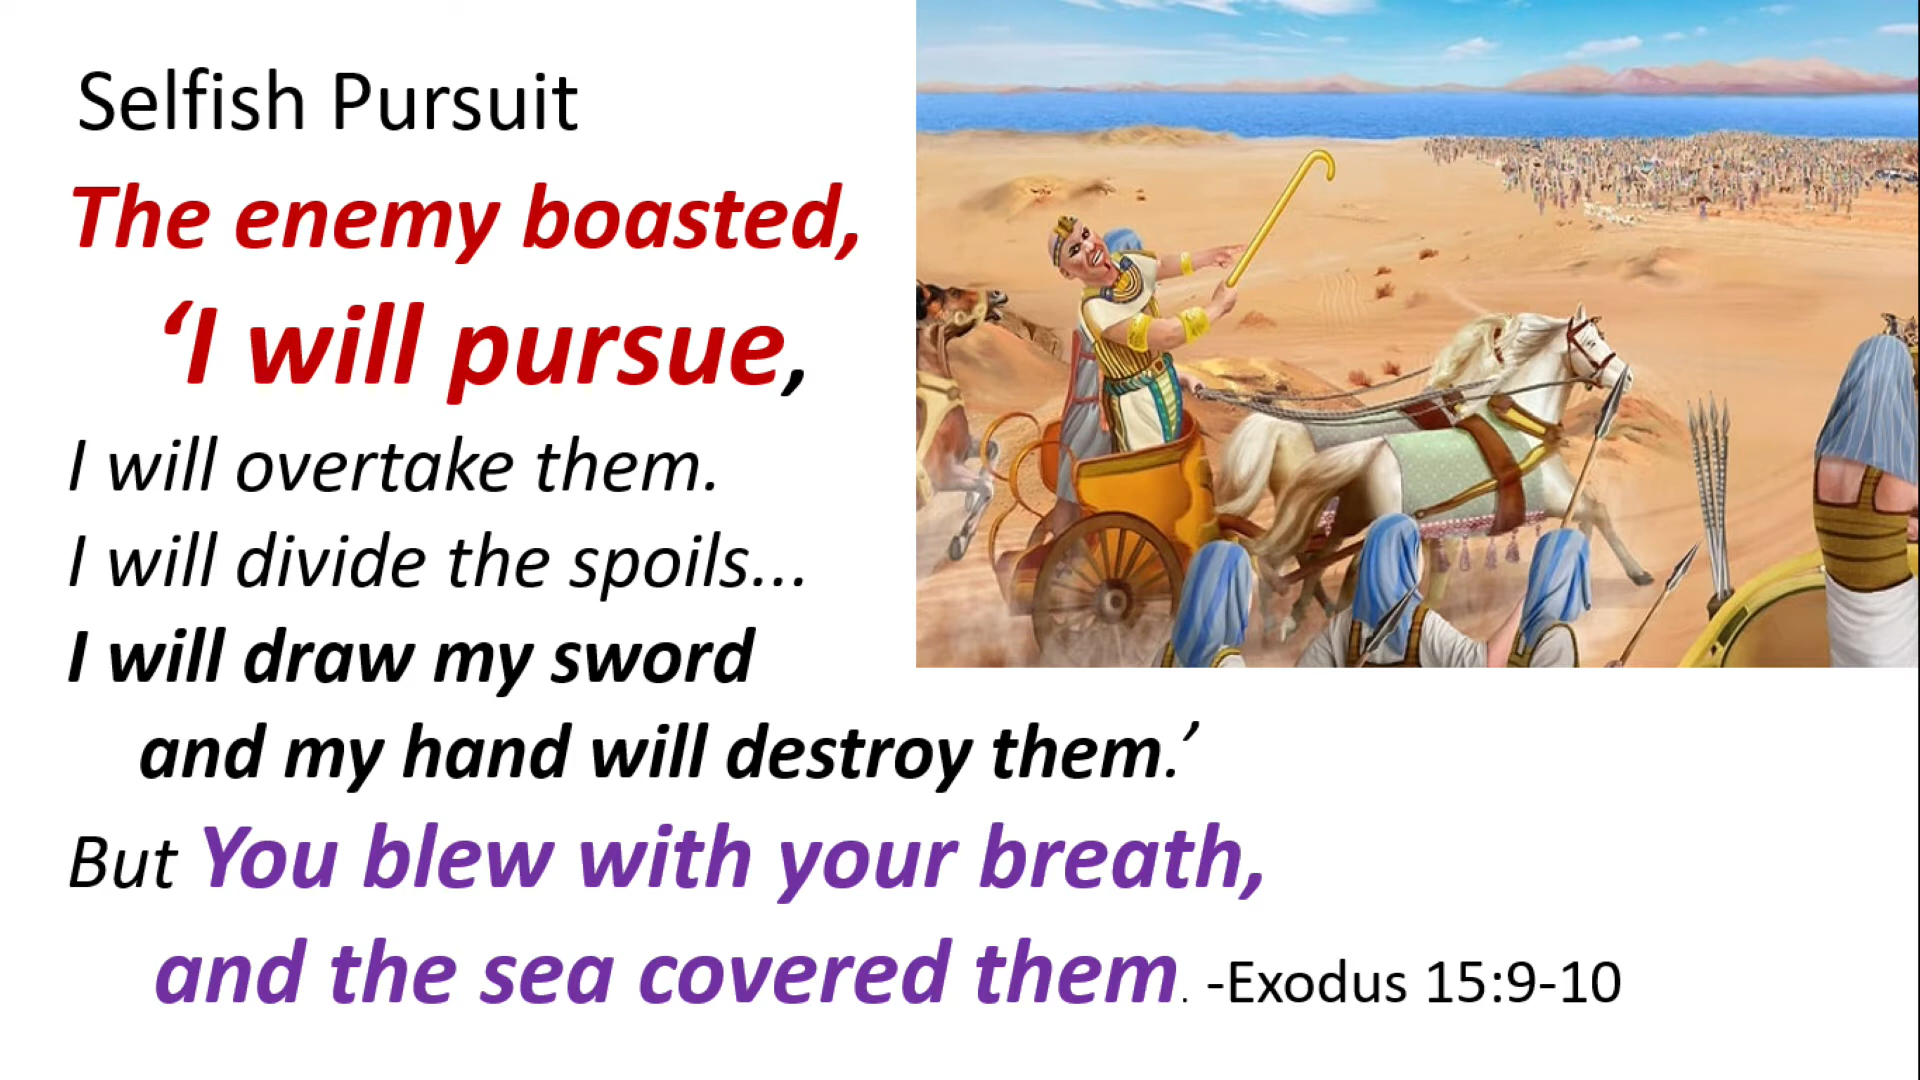 Selfish Pursuit
The enemy boasted,
‘I will pursue,
I will overtake them.
I will divide the spoils...
I will draw my sword
and my hand will destroy them.’
But You blew with your breath,
and the sea covered them. -Exodus 15:9-10